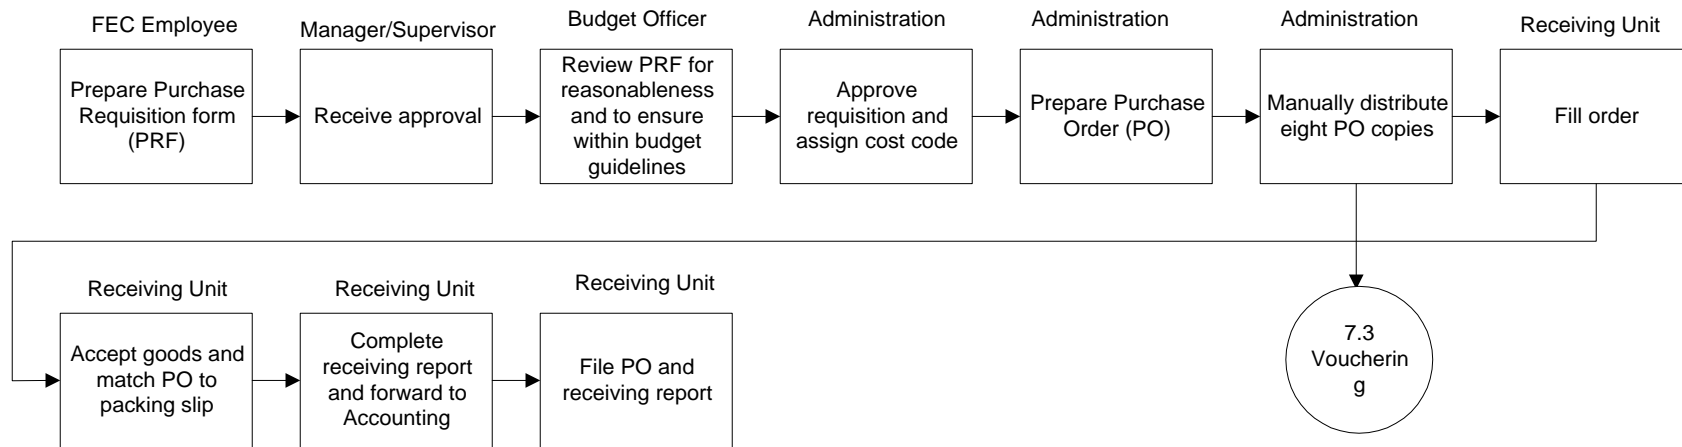 FEC Employee
Manager/Supervisor
Budget Officer
Administration
Administration
Administration
Receiving Unit
Prepare Purchase
Requisition form
(PRF)
Receive approval
Review PRF for
reasonableness
and to ensure
within budget
guidelines
Approve
requisition and
assign cost code
Prepare Purchase
Order (PO)
Manually distribute
eight PO copies
Fill order
Receiving Unit
Receiving Unit
Receiving Unit
Accept goods and
match PO to
packing slip
Complete
receiving report
and forward to
Accounting
File PO and
receiving report
7.3
Voucherin
g